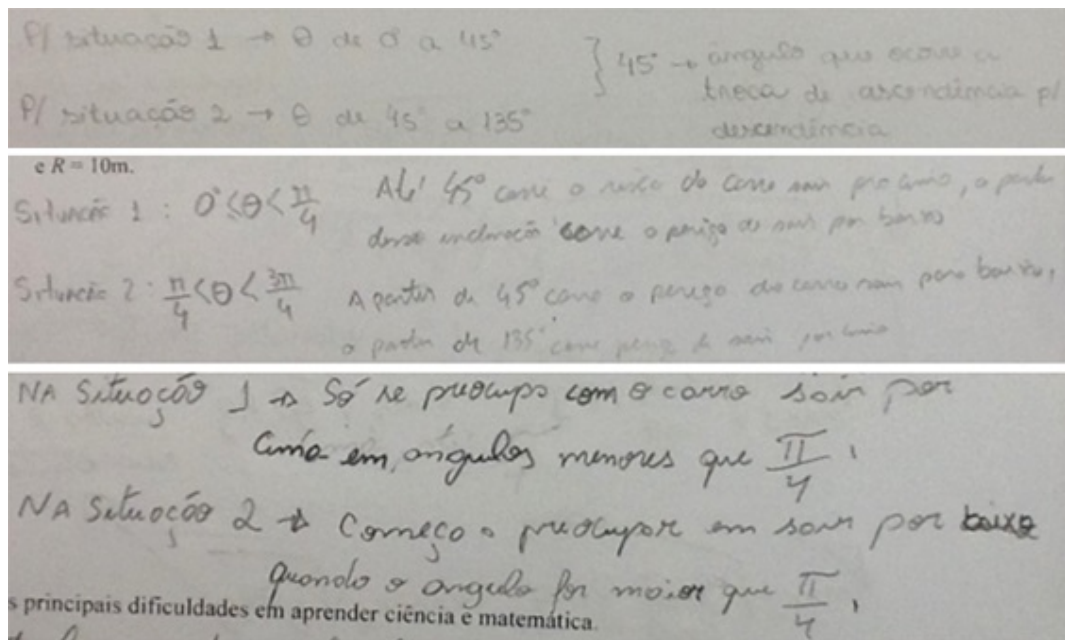 P/ situação 1 → θ de 0° a 45°
P/ situação 2 → θ de 45° a 135°
} 45° → ângulo que ocorre a
troca de ascendência p/
descendência
e R = 10m.
Situação 1 : 0° ≤ θ < π/4
Até 45° corre o risco do carro sair por cima, a partir
dessa inclinação corre o perigo de sair por baixo
Situação 2 : π/4 < θ < 3π/4
A partir de 45° corre o perigo do carro sair para baixo,
a partir de 135° corre perigo de sair por cima
NA Situação 1 → Só se preocupa com o carro sair por
cima em ângulos menores que π/4 ,
NA Situação 2 → Começo a preocupar em sair por baixo
quando o angulo for maior que π/4 ,
s principais dificuldades em aprender ciência e matemática.